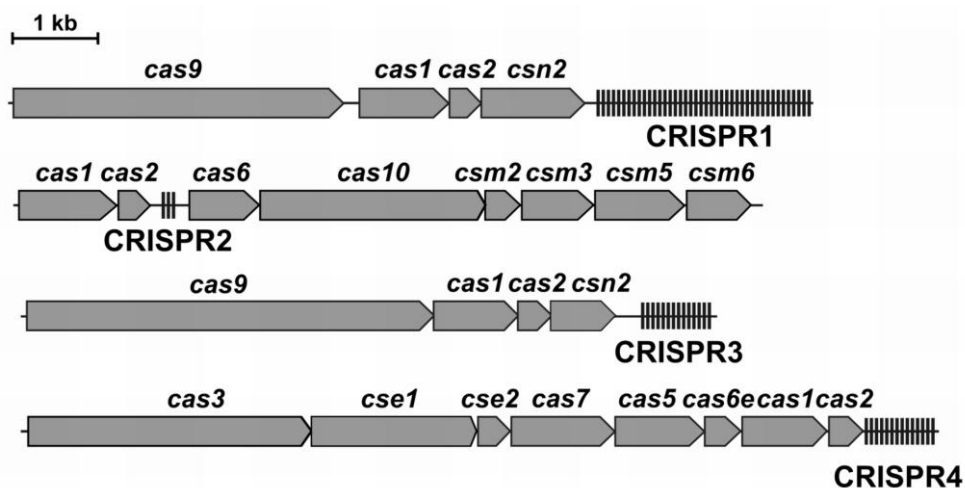 1 kb
cas9 cas1 cas2 csn2
CRISPR1
cas1 cas2 cas6 cas10 csm2 csm3 csm5 csm6
CRISPR2
cas9 cas1 cas2 csn2
CRISPR3
cas3 cse1 cse2 cas7 cas5 cas6e cas1 cas2
CRISPR4